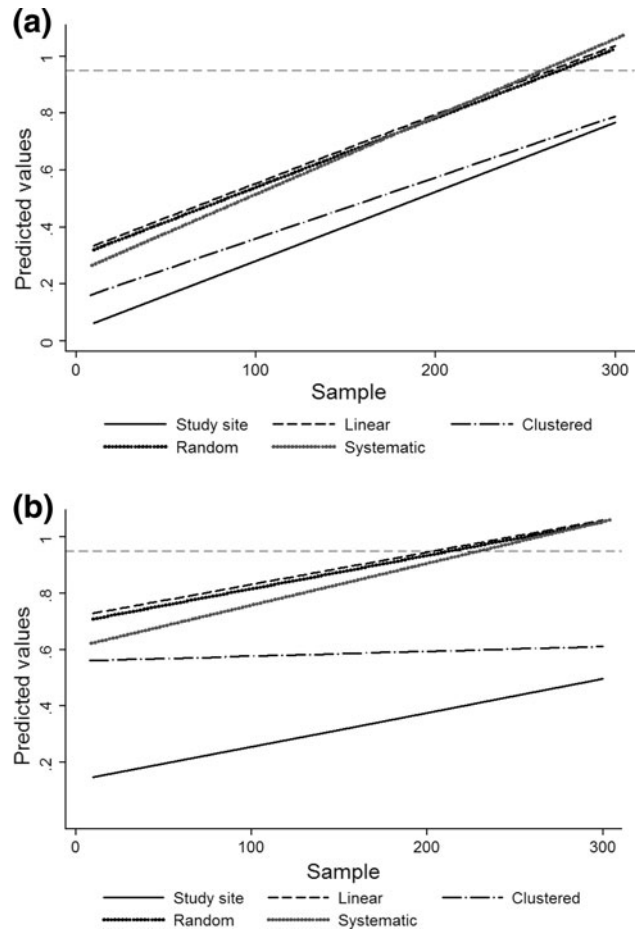 (a)
1
.8
.6
.4
.2
0
Predicted values
0 100 200 300
Sample
Study site Linear Clustered
Random Systematic
(b)
1
.8
.6
.4
.2
Predicted values
0 100 200 300
Sample
Study site Linear Clustered
Random Systematic